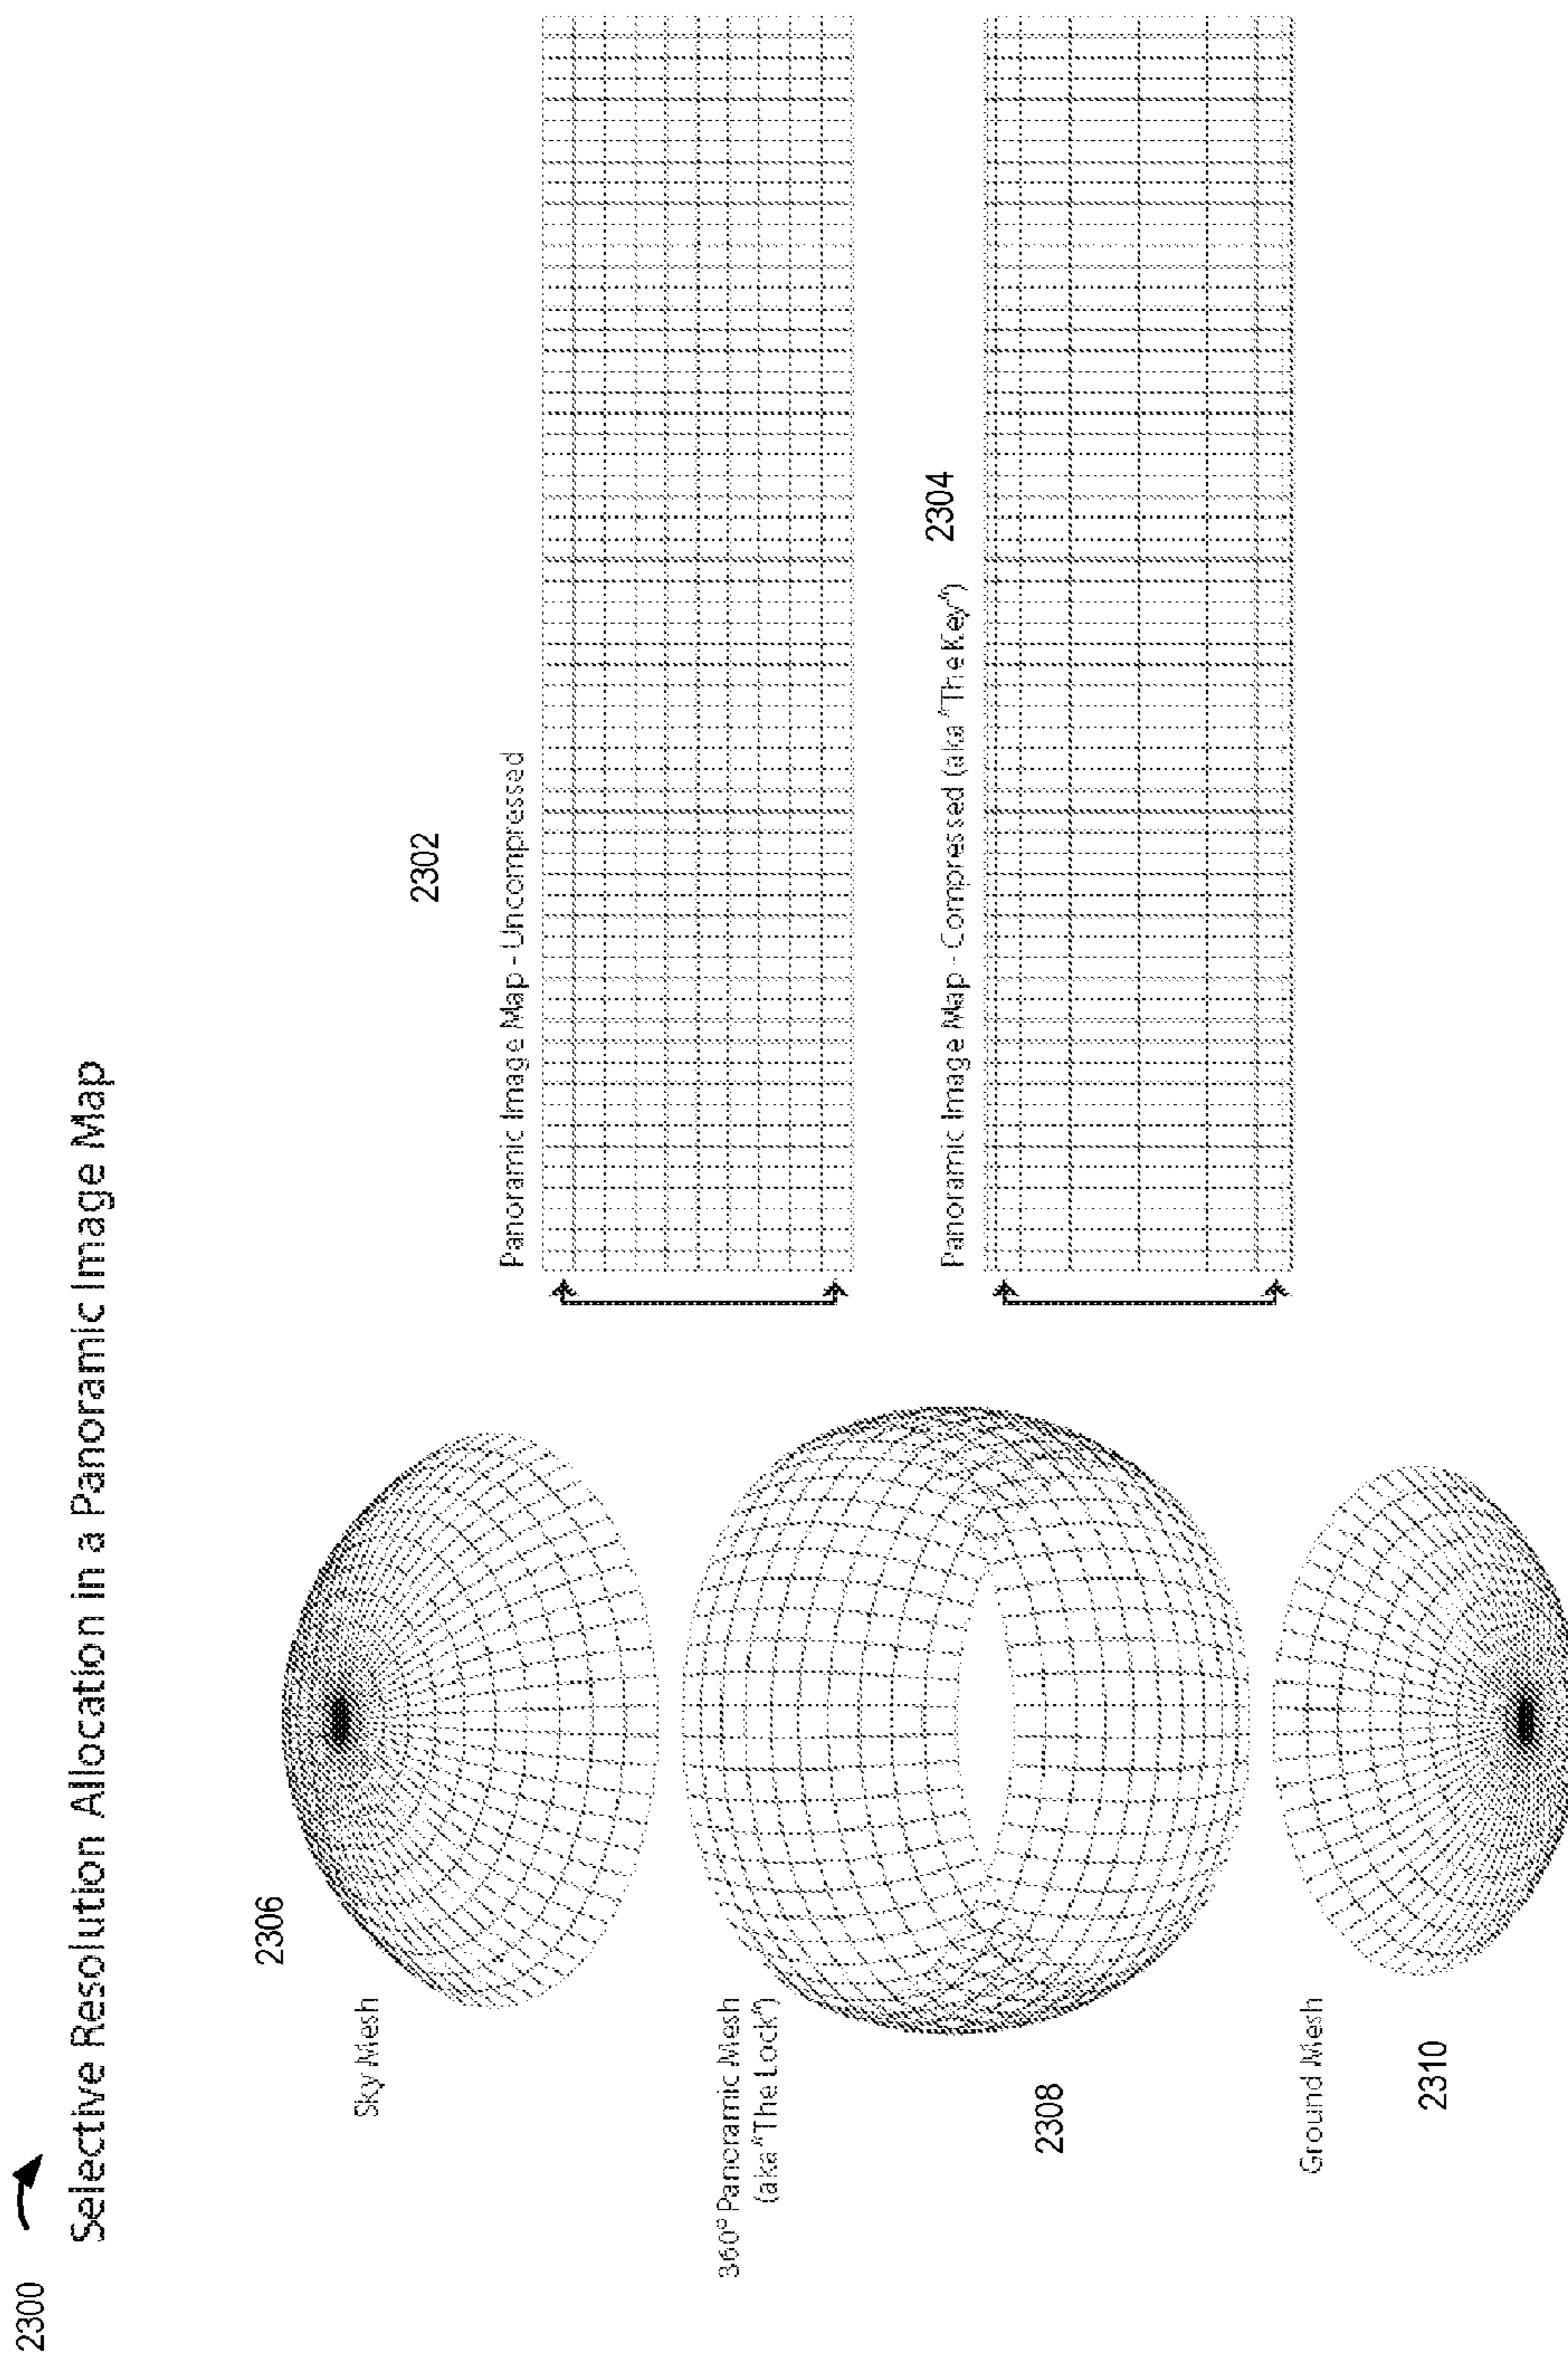 2300
Selective Resolution Allocation in a Panoramic Image Map
2306
Sky Mesh
360° Panoramic Mesh
(aka "The Lock")
2308
Ground Mesh
2310
2302
Panoramic Image Map - Uncompressed
2304
Panoramic Image Map - Compressed (aka "The Key")